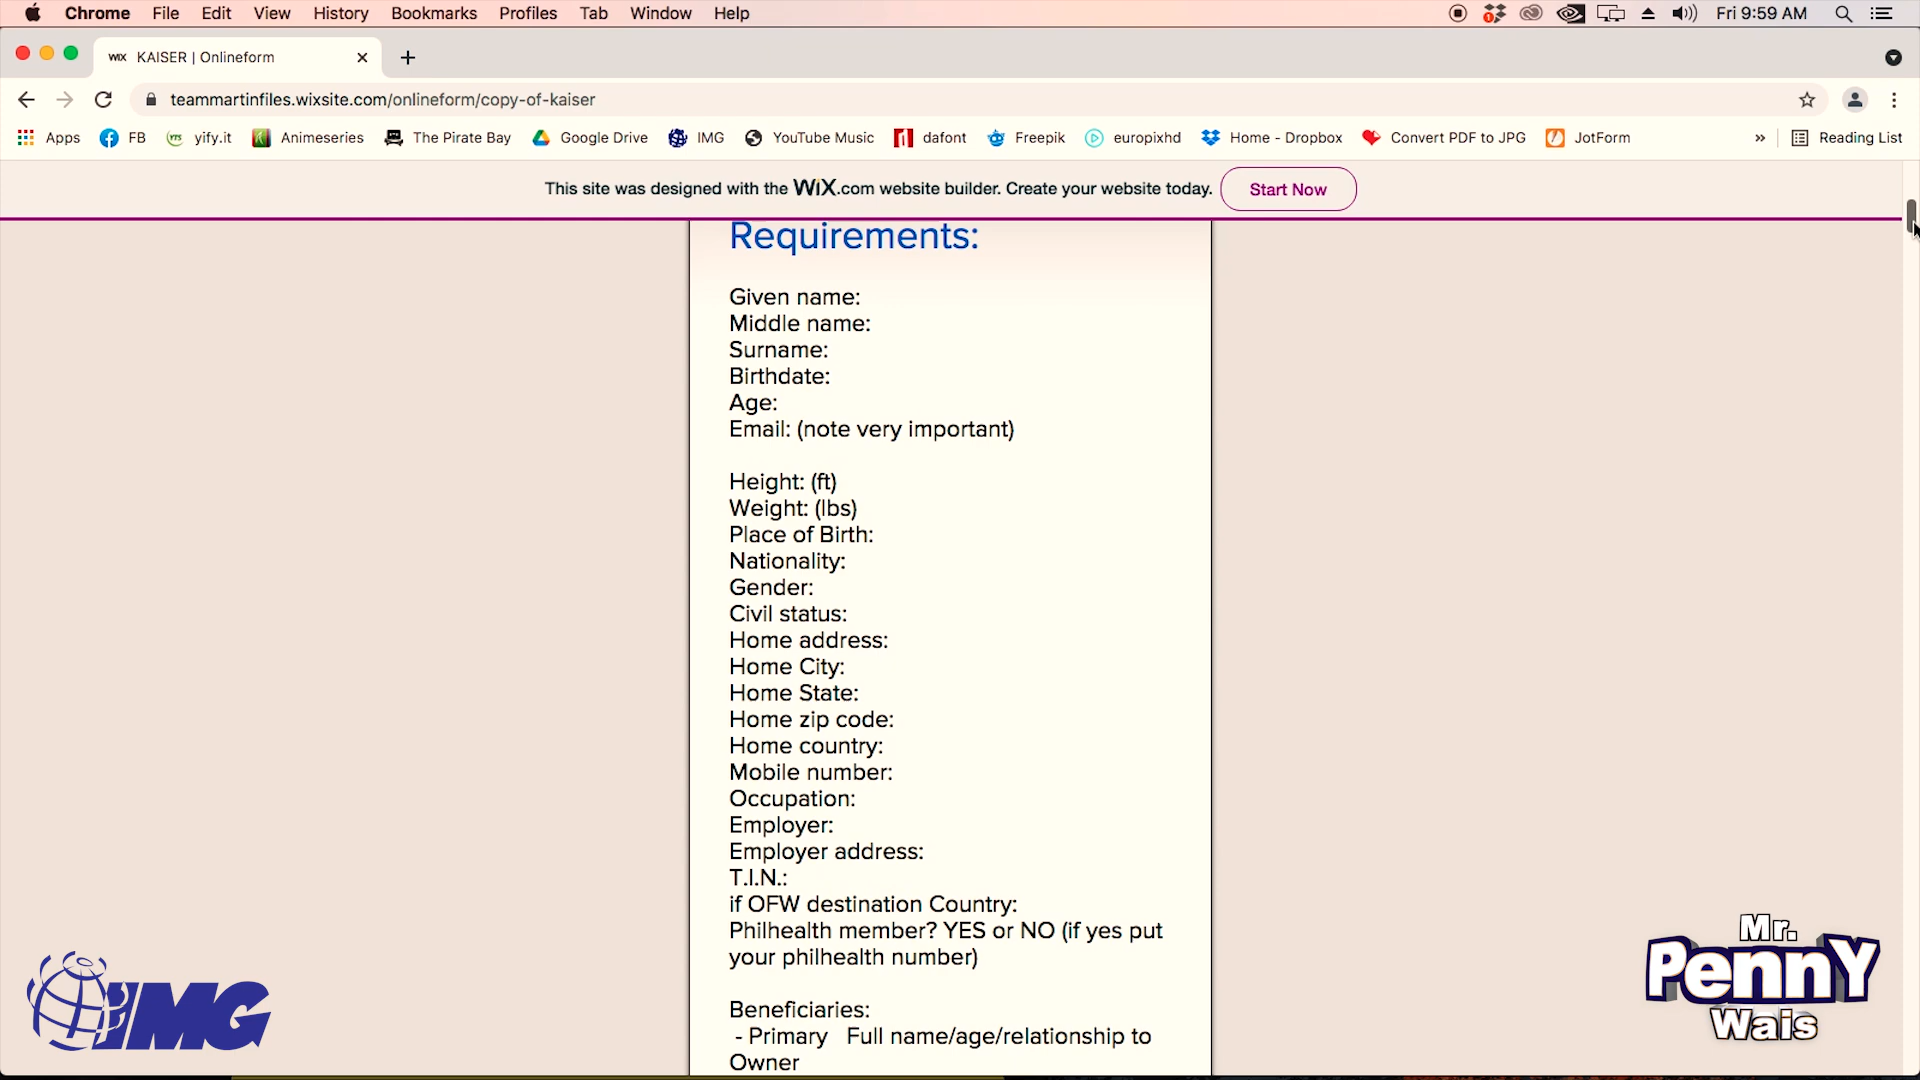 Chrome File Edit View History Bookmarks Profiles Tab Window Help Fri 9:59 AM
WiX KAISER | Onlineform
teammartinfiles.wixsite.com/onlineform/copy-of-kaiser
Apps FB yify.it Animeseries The Pirate Bay Google Drive IMG YouTube Music dafont Freepik europixhd Home - Dropbox Convert PDF to JPG JotForm » Reading List
This site was designed with the WiX.com website builder. Create your website today. Start Now
Requirements:
Given name:
Middle name:
Surname:
Birthdate:
Age:
Email: (note very important)
Height: (ft)
Weight: (lbs)
Place of Birth:
Nationality:
Gender:
Civil status:
Home address:
Home City:
Home State:
Home zip code:
Home country:
Mobile number:
Occupation:
Employer:
Employer address:
T.I.N.:
if OFW destination Country:
Philhealth member? YES or NO (if yes put
your philhealth number)
Beneficiaries:
- Primary Full name/age/relationship to
Owner
IMG
Mr.
PennY
Wais